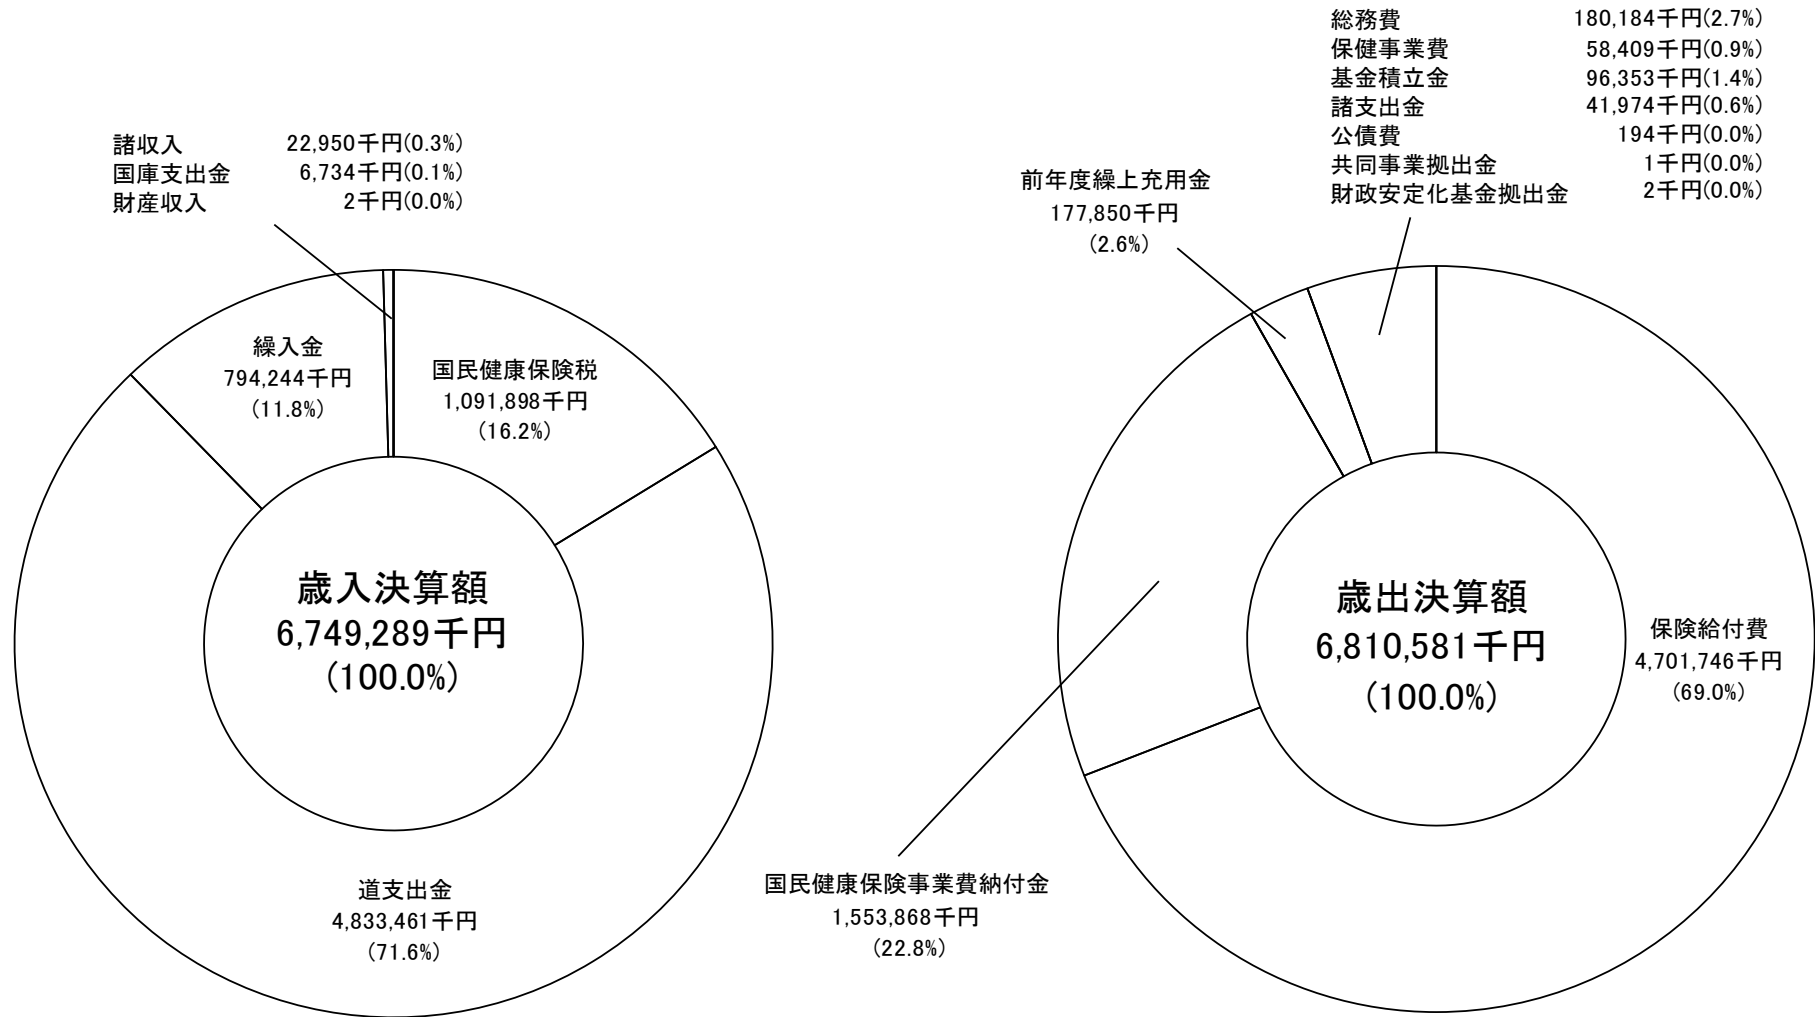 諸収入 22,950千円(0.3%)
国庫支出金 6,734千円(0.1%)
財産収入 2千円(0.0%)
繰入金
794,244千円
(11.8%)
国民健康保険税
1,091,898千円
(16.2%)
歳入決算額
6,749,289千円
(100.0%)
道支出金
4,833,461千円
(71.6%)
総務費 180,184千円(2.7%)
保健事業費 58,409千円(0.9%)
基金積立金 96,353千円(1.4%)
諸支出金 41,974千円(0.6%)
公債費 194千円(0.0%)
共同事業拠出金 1千円(0.0%)
財政安定化基金拠出金 2千円(0.0%)
前年度繰上充用金
177,850千円
(2.6%)
歳出決算額
6,810,581千円
(100.0%)
保険給付費
4,701,746千円
(69.0%)
国民健康保険事業費納付金
1,553,868千円
(22.8%)